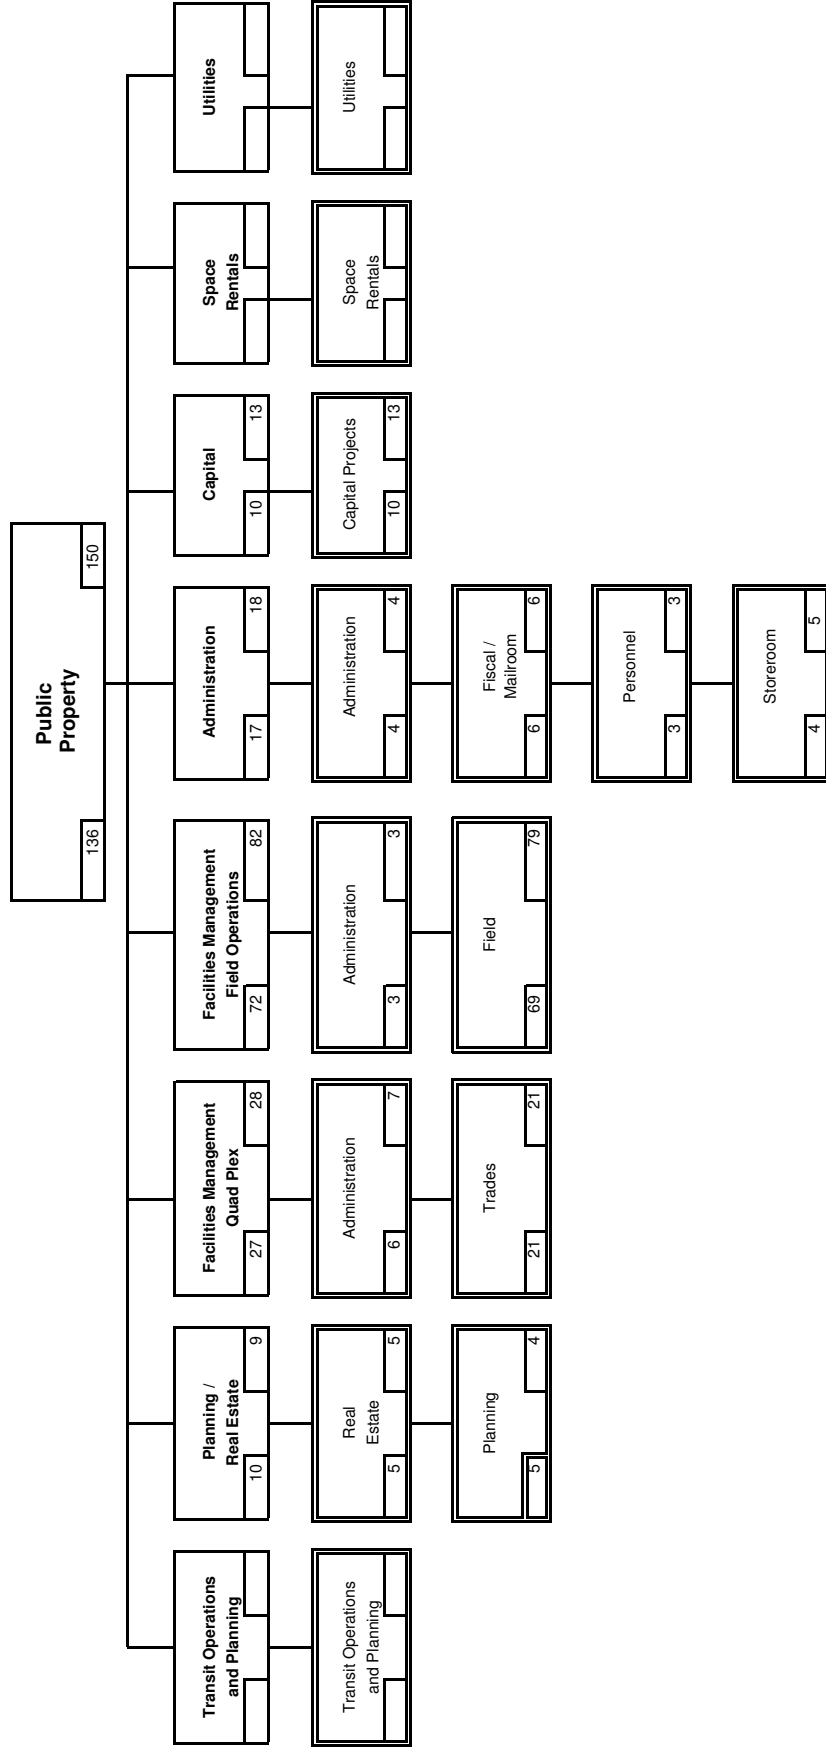 Public
Property
136
150
Transit Operations
and Planning
Planning /
Real Estate
10
9
Facilities Management
Quad Plex
27
28
Facilities Management
Field Operations
72
82
Administration
17
18
Capital
10
13
Space
Rentals
Utilities
Transit Operations
and Planning
Real
Estate
5
5
Administration
6
7
Administration
3
3
Administration
4
4
Capital Projects
10
13
Space
Rentals
Utilities
Planning
5
4
Trades
21
21
Field
69
79
Fiscal /
Mailroom
6
6
Personnel
3
3
Storeroom
4
5